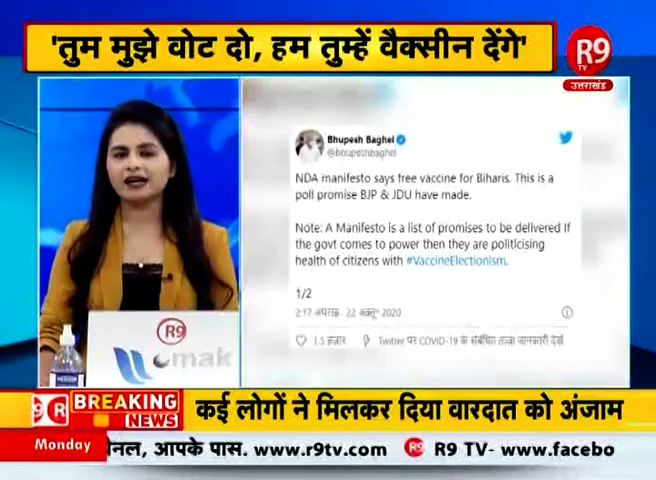 'तुम मुझे वोट दो, हम तुम्हें वैक्सीन देंगे'
R9
TV
उत्तराखंड
Bhupesh Baghel
@bhupeshbaghel
NDA manifesto says free vaccine for Biharis. This is a
poll promise BJP & JDU have made.
Note: A Manifesto is a list of promises to be delivered If
the govt comes to power then they are politicising
health of citizens with #VaccineElectionism.
1/2
2:17 अपराह्न · 22 अक्तू॰ 2020
1.5 हज़ार
Twitter पर COVID-19 के संबंधित ताज़ा जानकारी देखें
R9
mak
9 R
BREAKING
NEWS
कई लोगों ने मिलकर दिया वारदात को अंजाम
Monday
नल, आपके पास. www.r9tv.com R9 R9 TV- www.facebo